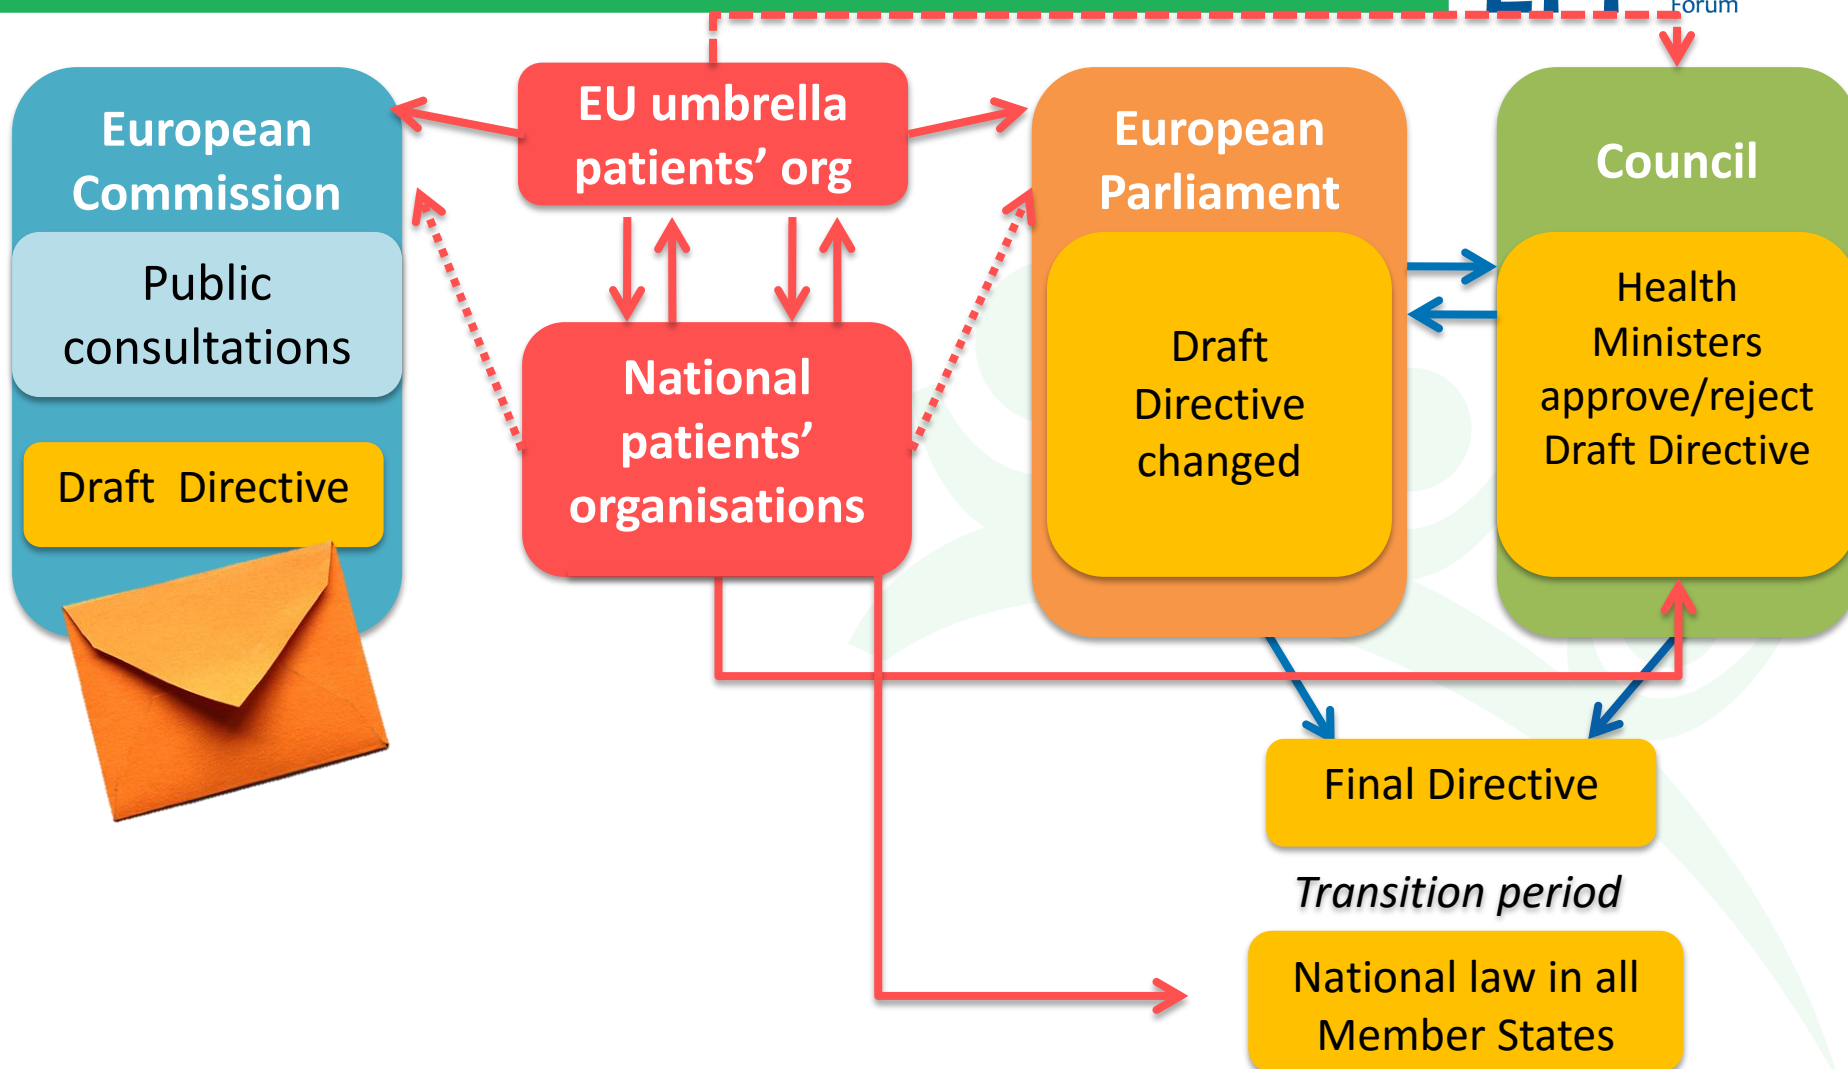 Forum
European
Commission
Public
consultations
Draft  Directive
EU umbrella
patients’ org
National
patients’
organisations
European
Parliament
Draft
Directive
changed
Council
Health
Ministers
approve/reject
Draft Directive
Final Directive
Transition period
National law in all
Member States